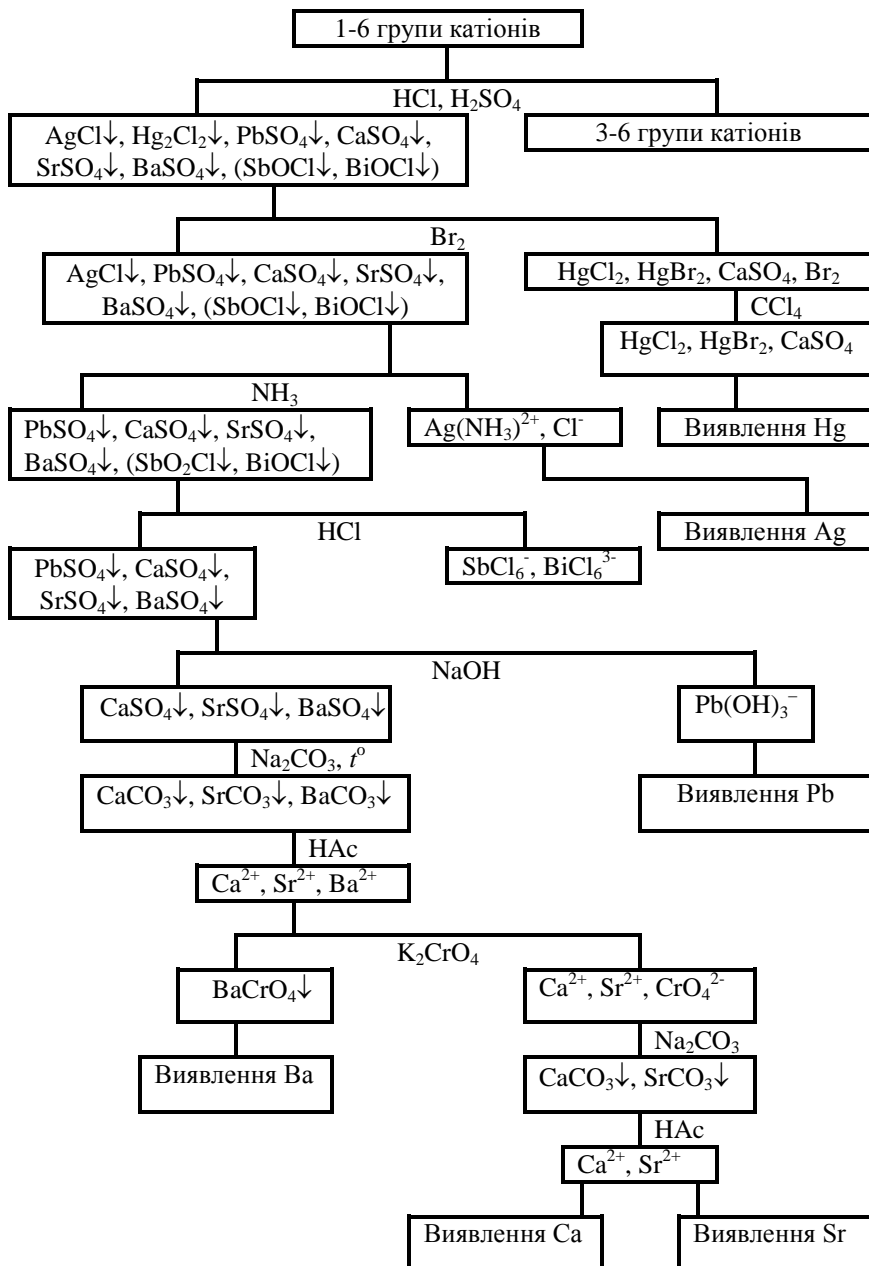 1-6 групи катіонів
HCl, H₂SO₄
AgCl↓, Hg₂Cl₂↓, PbSO₄↓, CaSO₄↓,
SrSO₄↓, BaSO₄↓, (SbOCl↓, BiOCl↓)
3-6 групи катіонів
Br₂
AgCl↓, PbSO₄↓, CaSO₄↓, SrSO₄↓,
BaSO₄↓, (SbOCl↓, BiOCl↓)
HgCl₂, HgBr₂, CaSO₄, Br₂
CCl₄
HgCl₂, HgBr₂, CaSO₄
NH₃
PbSO₄↓, CaSO₄↓, SrSO₄↓,
BaSO₄↓, (SbO₂Cl↓, BiOCl↓)
Ag(NH₃)²⁺, Cl⁻
Виявлення Hg
HCl
Виявлення Ag
PbSO₄↓, CaSO₄↓,
SrSO₄↓, BaSO₄↓
SbCl₆⁻, BiCl₆³⁻
NaOH
CaSO₄↓, SrSO₄↓, BaSO₄↓
Pb(OH)₃⁻
Na₂CO₃, tᵒ
CaCO₃↓, SrCO₃↓, BaCO₃↓
Виявлення Pb
HAc
Ca²⁺, Sr²⁺, Ba²⁺
K₂CrO₄
BaCrO₄↓
Ca²⁺, Sr²⁺, CrO₄²⁻
Na₂CO₃
Виявлення Ba
CaCO₃↓, SrCO₃↓
HAc
Ca²⁺, Sr²⁺
Виявлення Ca
Виявлення Sr